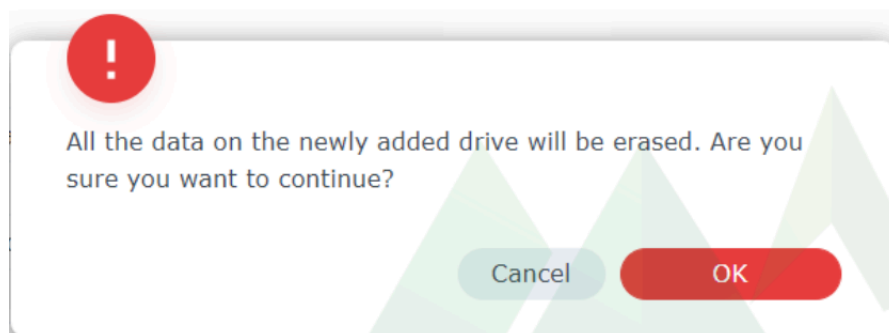 All the data on the newly added drive will be erased. Are you
sure you want to continue?
Cancel
OK